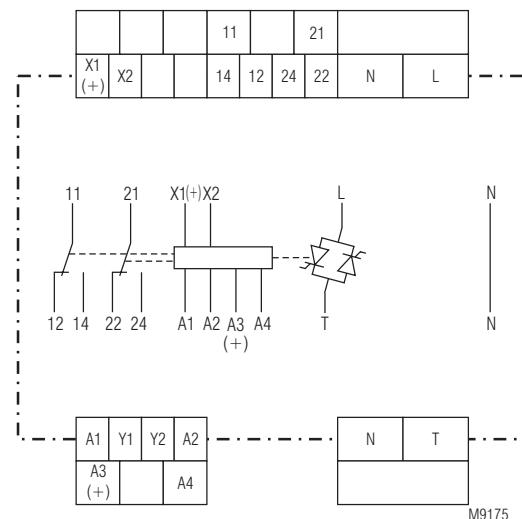 11 21
X1 (+) X2 14 12 24 22 N L
11 21 X1(+) X2 L N
12 14 22 24 A1 A2 A3 (+) A4 T N
A1 Y1 Y2 A2 N T
A3 (+) A4
M9175